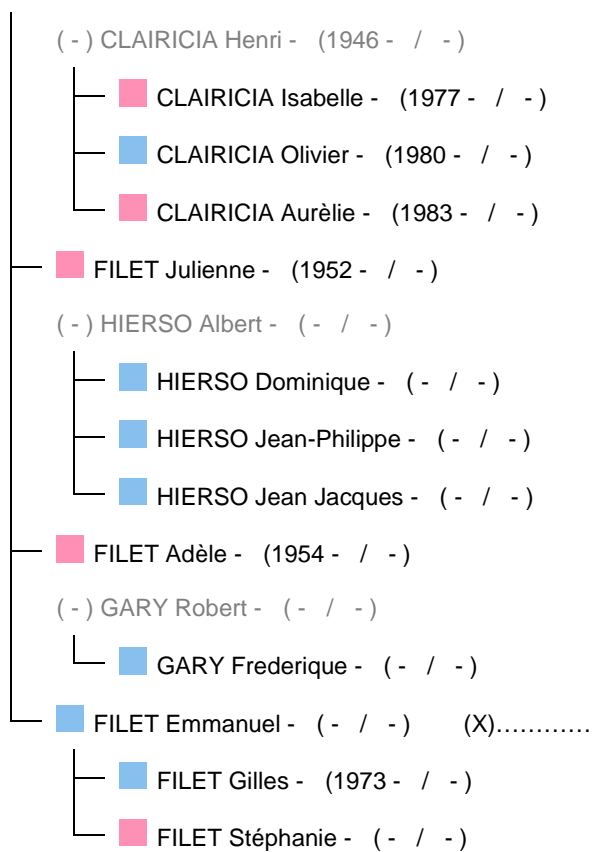 ( - ) CLAIRICIA Henri - (1946 - / - )
CLAIRICIA Isabelle - (1977 - / - )
CLAIRICIA Olivier - (1980 - / - )
CLAIRICIA Aurèlie - (1983 - / - )
FILET Julienne - (1952 - / - )
( - ) HIERSO Albert - ( - / - )
HIERSO Dominique - ( - / - )
HIERSO Jean-Philippe - ( - / - )
HIERSO Jean Jacques - ( - / - )
FILET Adèle - (1954 - / - )
( - ) GARY Robert - ( - / - )
GARY Frederique - ( - / - )
FILET Emmanuel - ( - / - ) (X)............
FILET Gilles - (1973 - / - )
FILET Stéphanie - ( - / - )